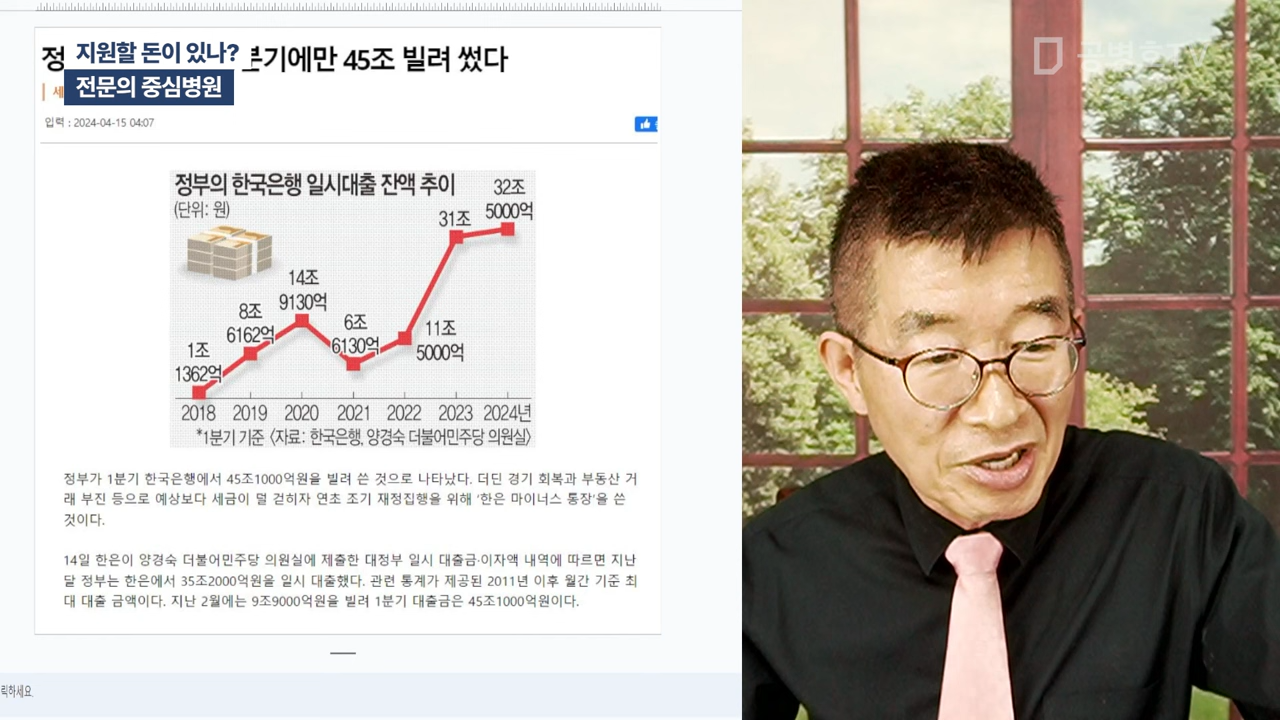 정
지원할 돈이 있나?
분기에만 45조 빌려 썼다
세
전문의 중심병원
입력 : 2024-04-15 04:07
정부의 한국은행 일시대출 잔액 추이
(단위: 원)
1조
1362억
8조
6162억
14조
9130억
6조
6130억
11조
5000억
31조
32조
5000억
2018 2019 2020 2021 2022 2023 2024년
*1분기 기준 〈자료: 한국은행, 양경숙 더불어민주당 의원실〉
정부가 1분기 한국은행에서 45조1000억원을 빌려 쓴 것으로 나타났다. 더딘 경기 회복과 부동산 거
래 부진 등으로 예상보다 세금이 덜 걷히자 연초 조기 재정집행을 위해 ‘한은 마이너스 통장’을 쓴
것이다.
14일 한은이 양경숙 더불어민주당 의원실에 제출한 대정부 일시 대출금·이자액 내역에 따르면 지난
달 정부는 한은에서 35조2000억원을 일시 대출했다. 관련 통계가 제공된 2011년 이후 월간 기준 최
대 대출 금액이다. 지난 2월에는 9조9000억원을 빌려 1분기 대출금은 45조1000억원이다.
릭하세요.